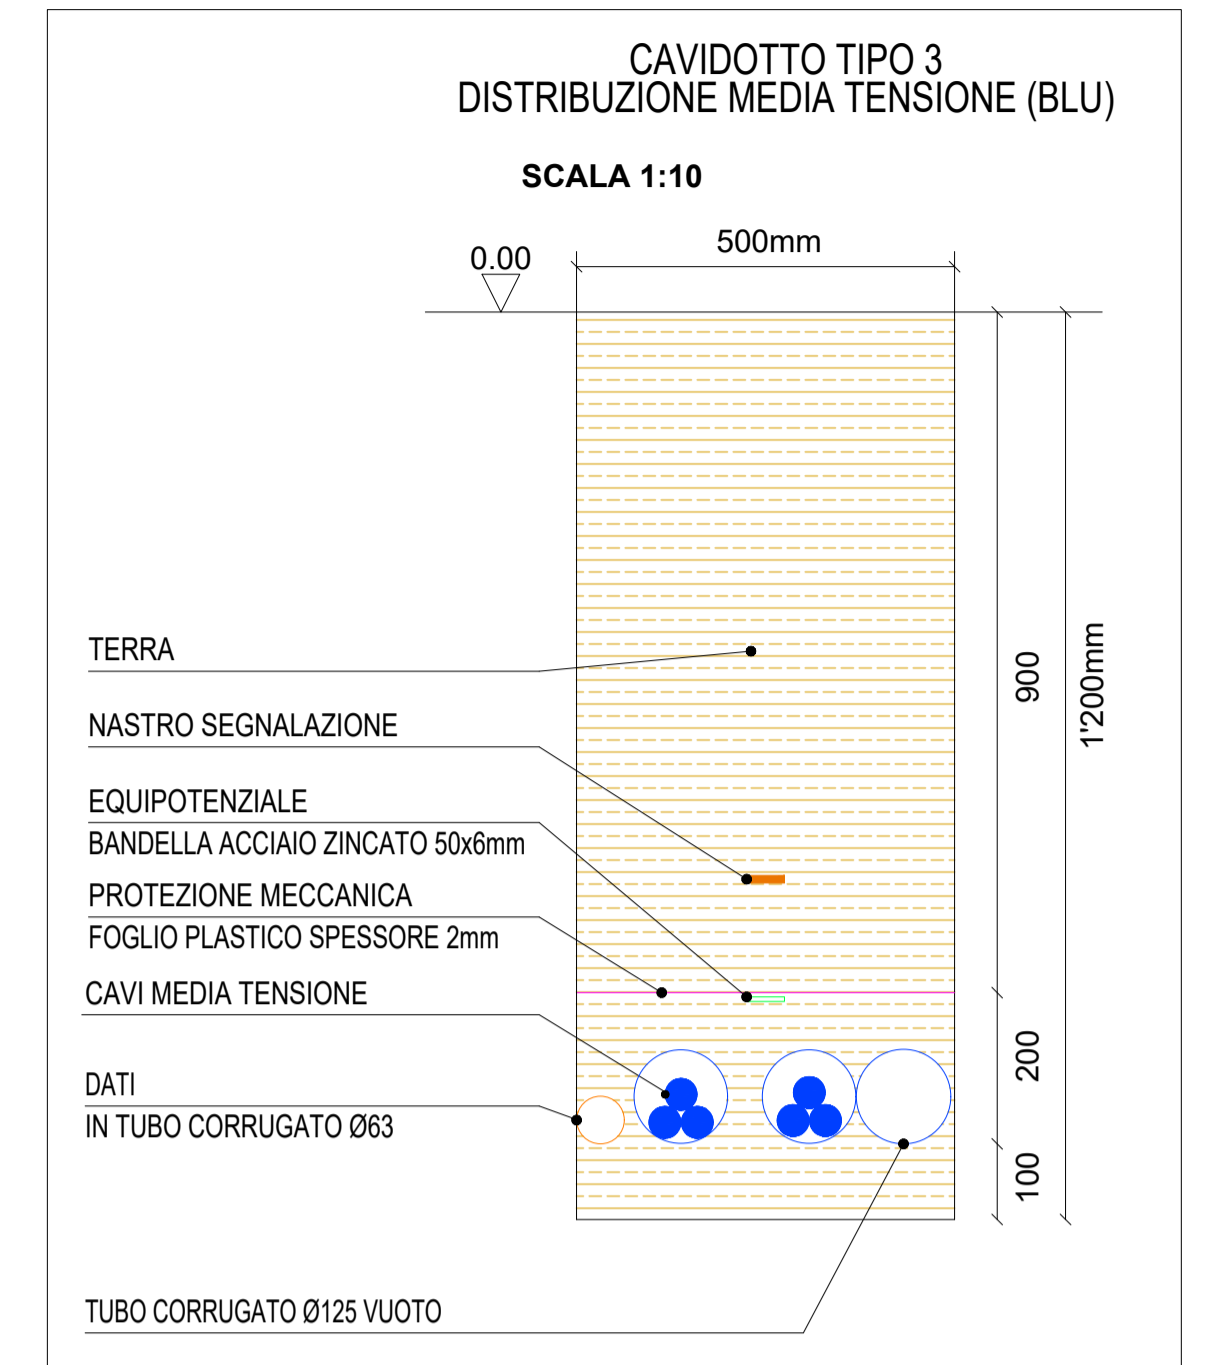 CAVIDOTTO TIPO 3
DISTRIBUZIONE MEDIA TENSIONE (BLU)
SCALA 1:10
500mm
0.00
TERRA
NASTRO SEGNALAZIONE
EQUIPOTENZIALE
BANDELLA ACCIAIO ZINCATO 50x6mm
PROTEZIONE MECCANICA
FOGLIO PLASTICO SPESSORE 2mm
CAVI MEDIA TENSIONE
DATI
IN TUBO CORRUGATO Ø63
TUBO CORRUGATO Ø125 VUOTO
900
200
100
1'200mm